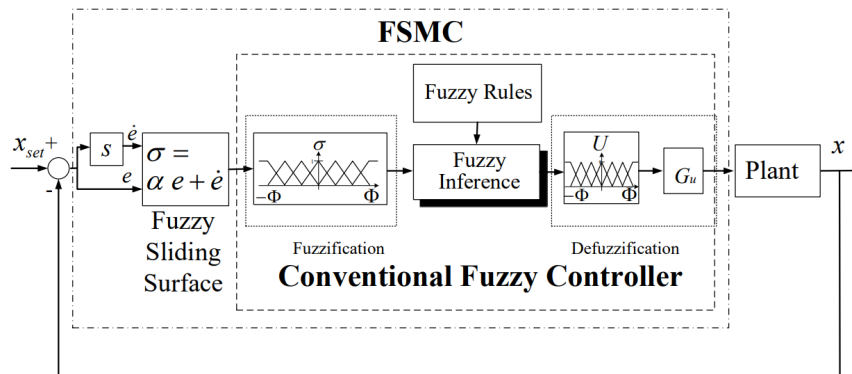 FSMC
Fuzzy Rules
x_set +
-
s
ė
e
σ =
α e + ė
Fuzzy
Sliding
Surface
σ
−Φ Φ
Fuzzification
Fuzzy
Inference
U
−Φ Φ
G_u
Defuzzification
Plant
x
Conventional Fuzzy Controller